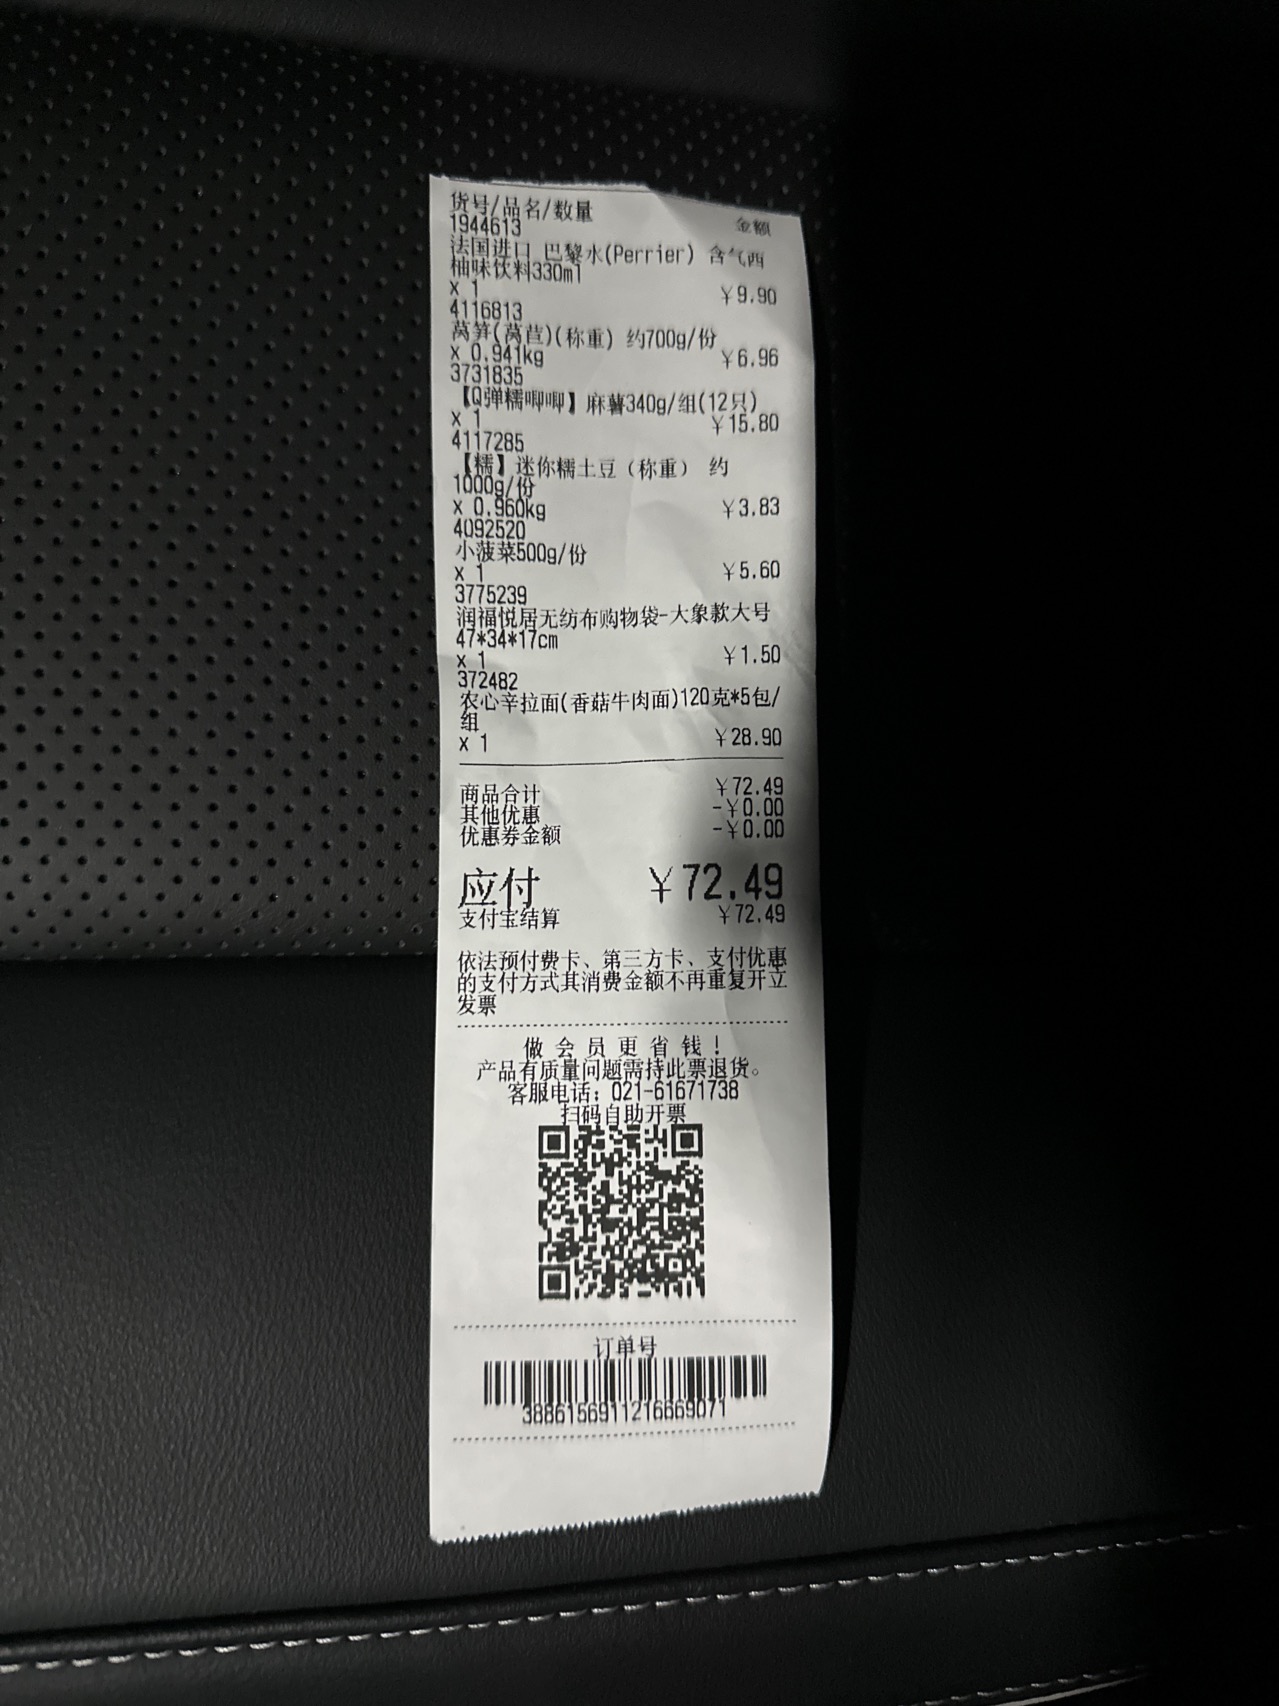 货号/品名/数量 金额
1944613
法国进口 巴黎水(Perrier) 含气西
柚味饮料330ml
x 1 ￥9.90
4116813
莴笋(莴苣)(称重) 约700g/份
x 0.941kg ￥6.96
3731835
【Q弹糯唧唧】麻薯340g/组(12只)
x 1 ￥15.80
4117285
【糯】迷你糯土豆（称重） 约
1000g/份
x 0.960kg ￥3.83
4092520
小菠菜500g/份
x 1 ￥5.60
3775239
润福悦居无纺布购物袋-大象款大号
47*34*17cm
x 1 ￥1.50
372482
农心辛拉面(香菇牛肉面)120克*5包/
组
x 1 ￥28.90
商品合计 ￥72.49
其他优惠 -￥0.00
优惠券金额 -￥0.00
应付 ￥72.49
支付宝结算 ￥72.49
依法预付费卡、第三方卡、支付优惠
的支付方式其消费金额不再重复开立
发票
做会员更省钱！
产品有质量问题需持此票退货。
客服电话：021-61671738
扫码自助开票
订单号
3886156911216669071